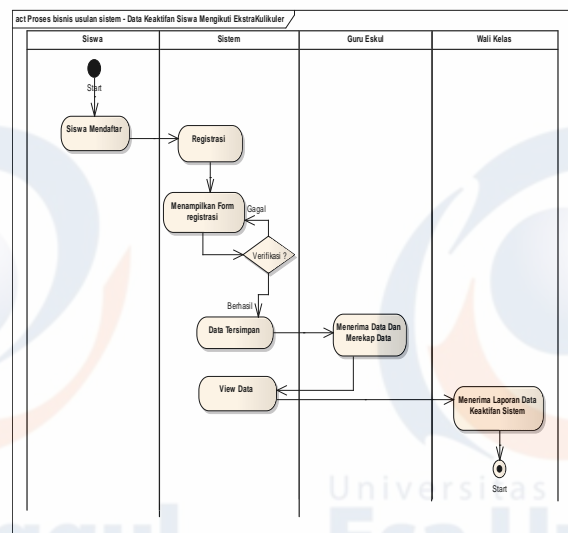 act Proses bisnis usulan sistem - Data Keaktifan Siswa Mengikuti EkstraKulikuler
Siswa
Sistem
Guru Eskul
Wali Kelas
Start
Siswa Mendaftar
Registrasi
Menampilkan Form
registrasi
Gagal
Verifikasi ?
Berhasil
Data Tersimpan
Menerima Data Dan
Merekap Data
View Data
Menerima Laporan Data
Keaktifan Sistem
Start
Universitas